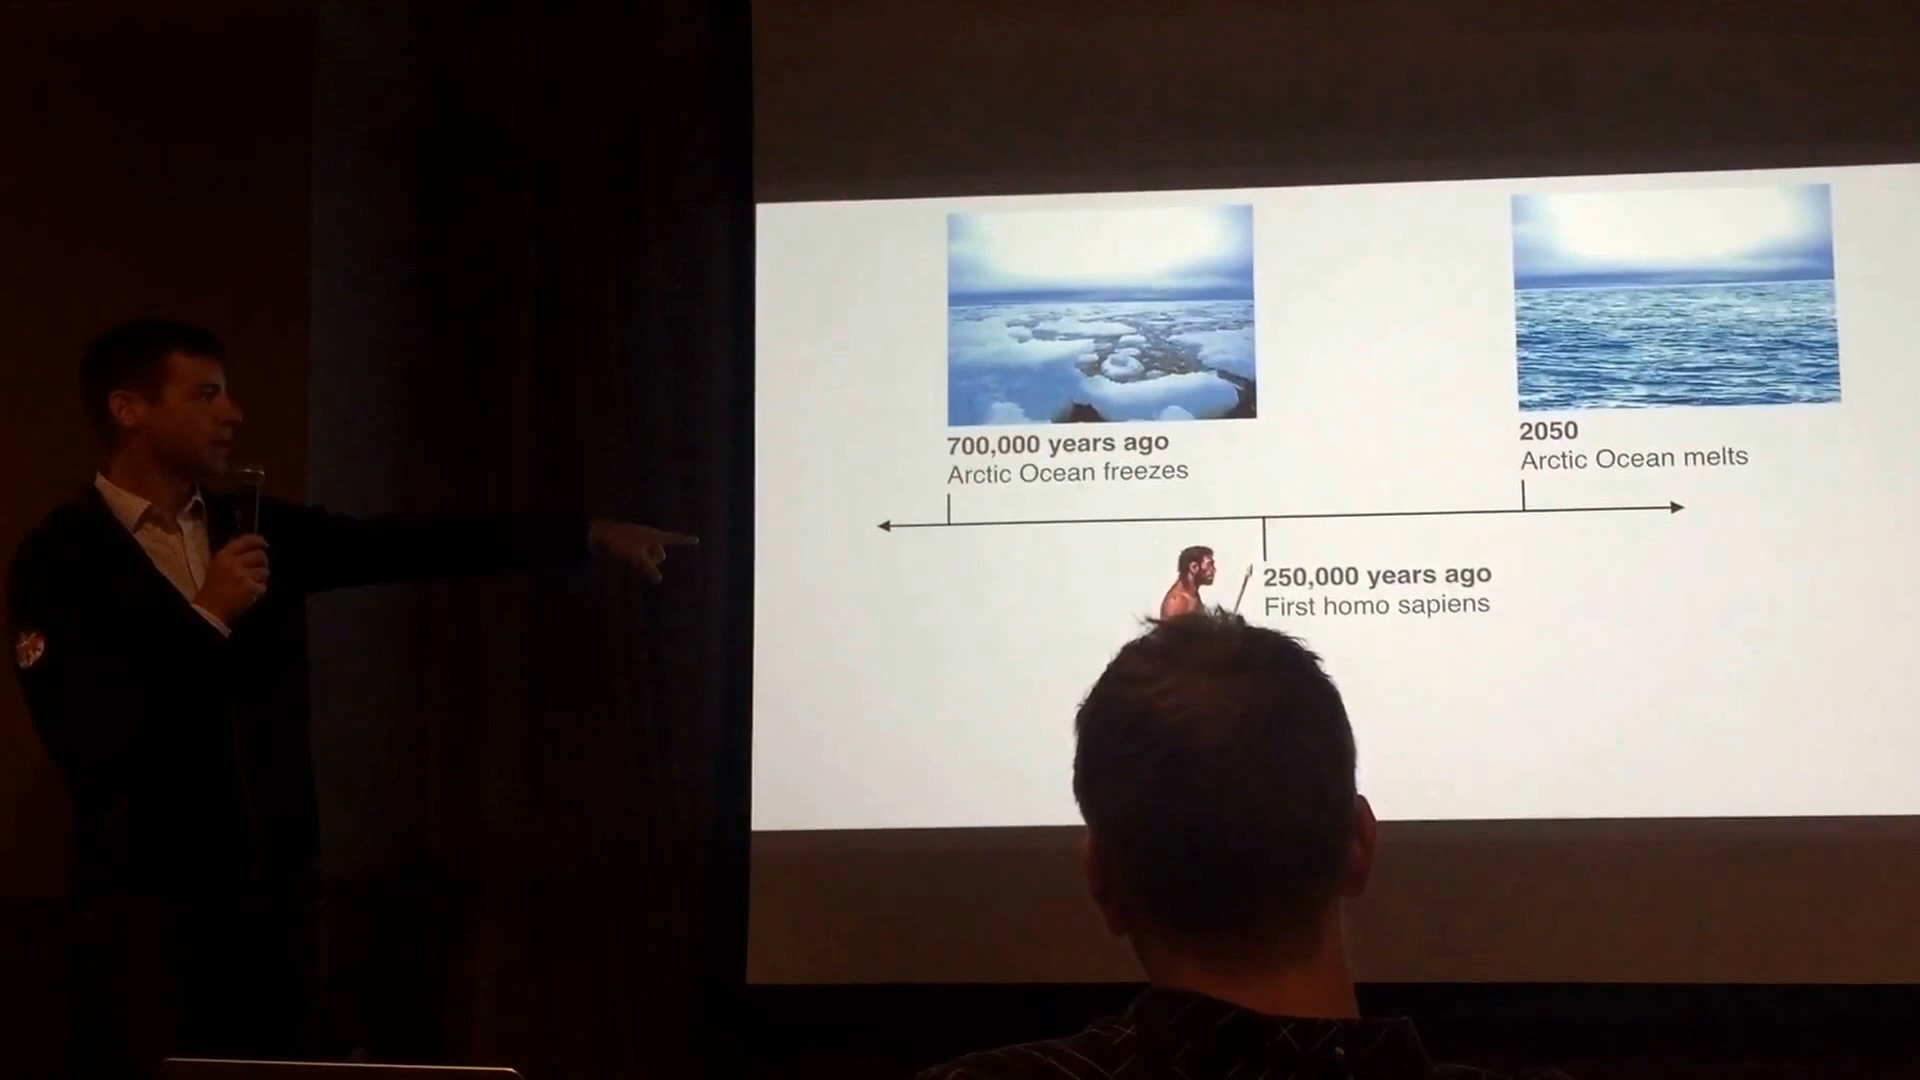 700,000 years ago
Arctic Ocean freezes
2050
Arctic Ocean melts
250,000 years ago
First homo sapiens